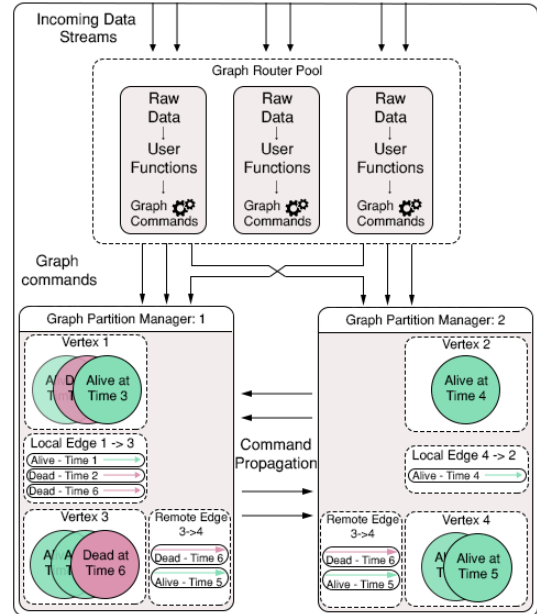 Incoming Data
Streams
Graph Router Pool
Raw
Data
User
Functions
Graph
Commands
Raw
Data
User
Functions
Graph
Commands
Raw
Data
User
Functions
Graph
Commands
Graph
commands
Graph Partition Manager: 1
Vertex 1
Alive at
Time 3
Local Edge 1 -> 3
Alive - Time 1
Dead - Time 2
Dead - Time 6
Vertex 3
Dead at
Time 6
Remote Edge
3->4
Dead - Time 6
Alive - Time 5
Command
Propagation
Graph Partition Manager: 2
Vertex 2
Alive at
Time 4
Local Edge 4 -> 2
Alive - Time 4
Remote Edge
3->4
Dead - Time 6
Alive - Time 5
Vertex 4
Alive at
Time 5